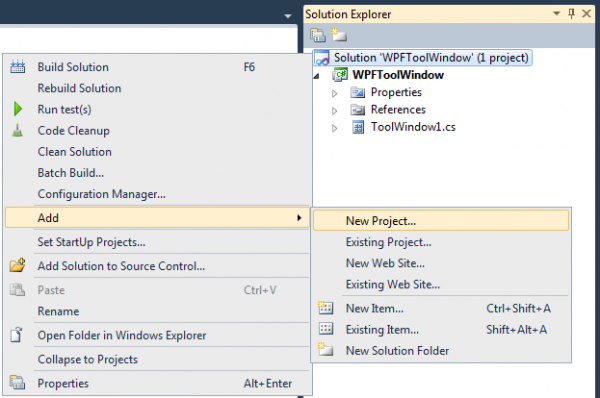 Solution Explorer
Solution 'WPFToolWindow' (1 project)
WPFToolWindow
Properties
References
ToolWindow1.cs
Build Solution F6
Rebuild Solution
Run test(s)
Code Cleanup
Clean Solution
Batch Build...
Configuration Manager...
Add
Set StartUp Projects...
Add Solution to Source Control...
Paste Ctrl+V
Rename
Open Folder in Windows Explorer
Collapse to Projects
Properties Alt+Enter
New Project...
Existing Project...
New Web Site...
Existing Web Site...
New Item... Ctrl+Shift+A
Existing Item... Shift+Alt+A
New Solution Folder